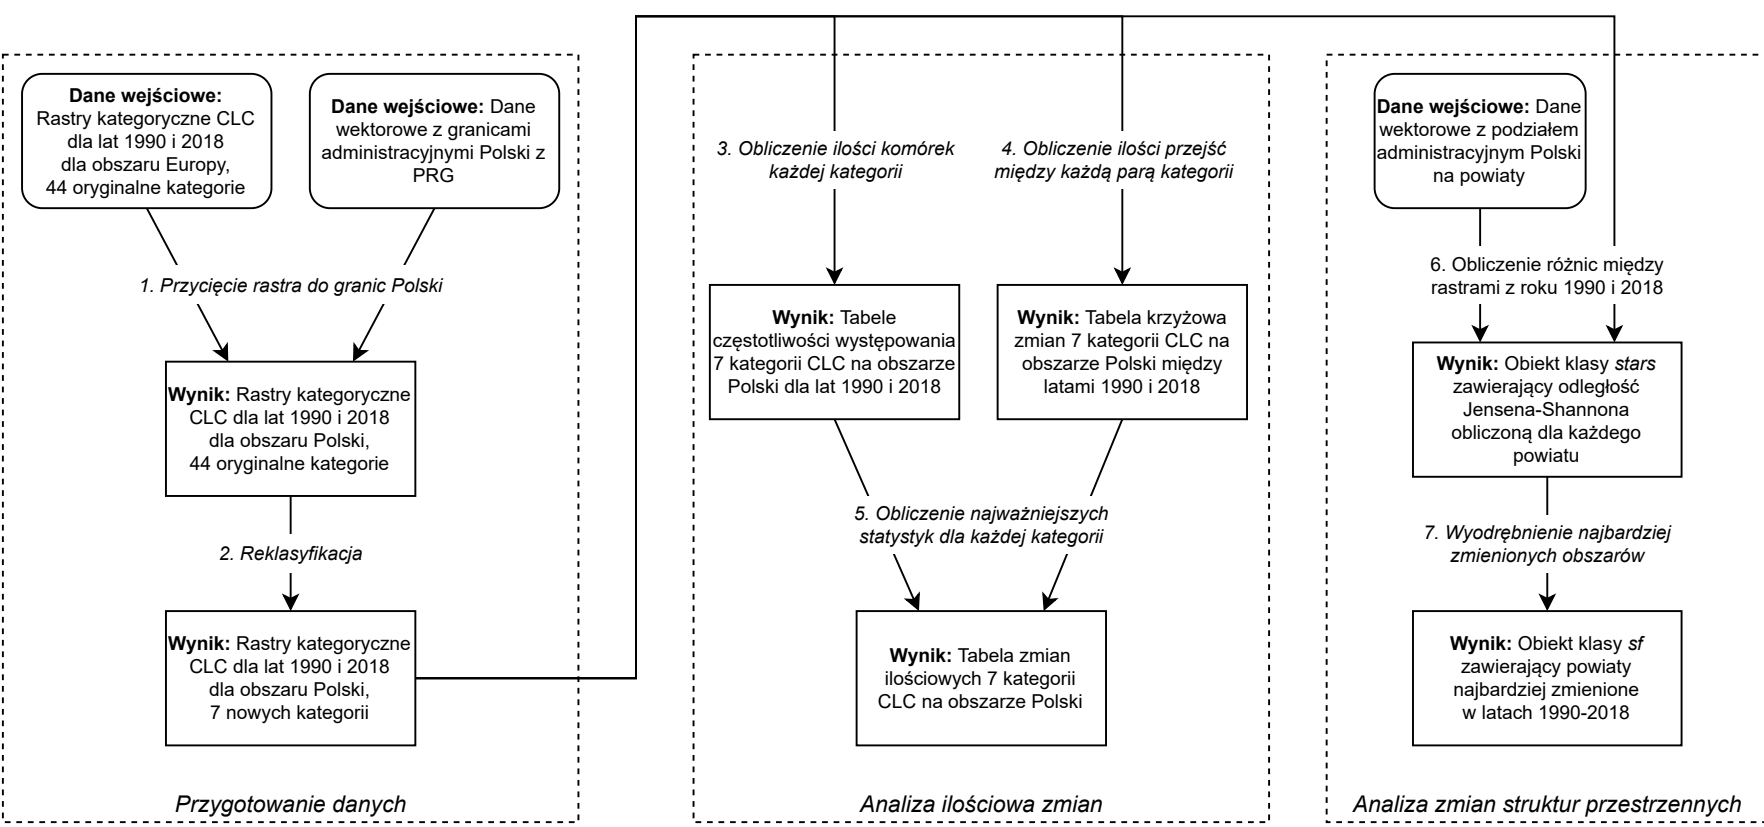 Dane wejściowe:
Rastry kategoryczne CLC
dla lat 1990 i 2018
dla obszaru Europy,
44 oryginalne kategorie
Dane wejściowe: Dane
wektorowe z granicami
administracyjnymi Polski z
PRG
1. Przycięcie rastra do granic Polski
Wynik: Rastry kategoryczne
CLC dla lat 1990 i 2018
dla obszaru Polski,
44 oryginalne kategorie
2. Reklasyfikacja
Wynik: Rastry kategoryczne
CLC dla lat 1990 i 2018
dla obszaru Polski,
7 nowych kategorii
Przygotowanie danych
3. Obliczenie ilości komórek
każdej kategorii
4. Obliczenie ilości przejść
między każdą parą kategorii
Wynik: Tabele
częstotliwości występowania
7 kategorii CLC na obszarze
Polski dla lat 1990 i 2018
Wynik: Tabela krzyżowa
zmian 7 kategorii CLC na
obszarze Polski między
latami 1990 i 2018
5. Obliczenie najważniejszych
statystyk dla każdej kategorii
Wynik: Tabela zmian
ilościowych 7 kategorii
CLC na obszarze Polski
Analiza ilościowa zmian
Dane wejściowe: Dane
wektorowe z podziałem
administracyjnym Polski
na powiaty
6. Obliczenie różnic między
rastrami z roku 1990 i 2018
Wynik: Obiekt klasy stars
zawierający odległość
Jensena-Shannona
obliczoną dla każdego
powiatu
7. Wyodrębnienie najbardziej
zmienionych obszarów
Wynik: Obiekt klasy sf
zawierający powiaty
najbardziej zmienione
w latach 1990-2018
Analiza zmian struktur przestrzennych